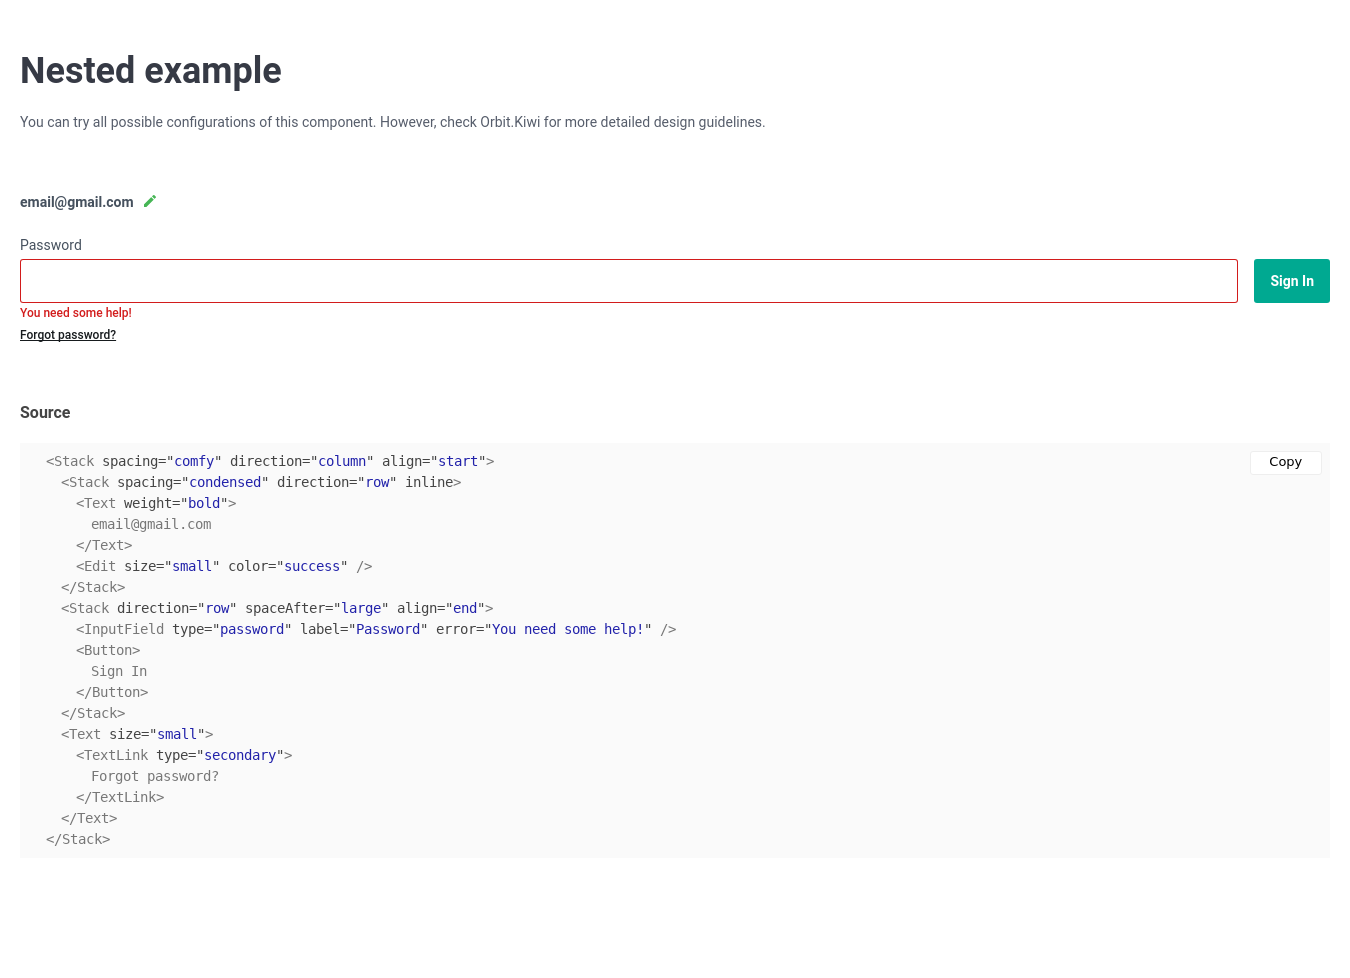 Nested example
You can try all possible configurations of this component. However, check Orbit.Kiwi for more detailed design guidelines.
email@gmail.com
Password
Sign In
You need some help!
Forgot password?
Source
Copy
<Stack spacing="comfy" direction="column" align="start">
<Stack spacing="condensed" direction="row" inline>
<Text weight="bold">
email@gmail.com
</Text>
<Edit size="small" color="success" />
</Stack>
<Stack direction="row" spaceAfter="large" align="end">
<InputField type="password" label="Password" error="You need some help!" />
<Button>
Sign In
</Button>
</Stack>
<Text size="small">
<TextLink type="secondary">
Forgot password?
</TextLink>
</Text>
</Stack>